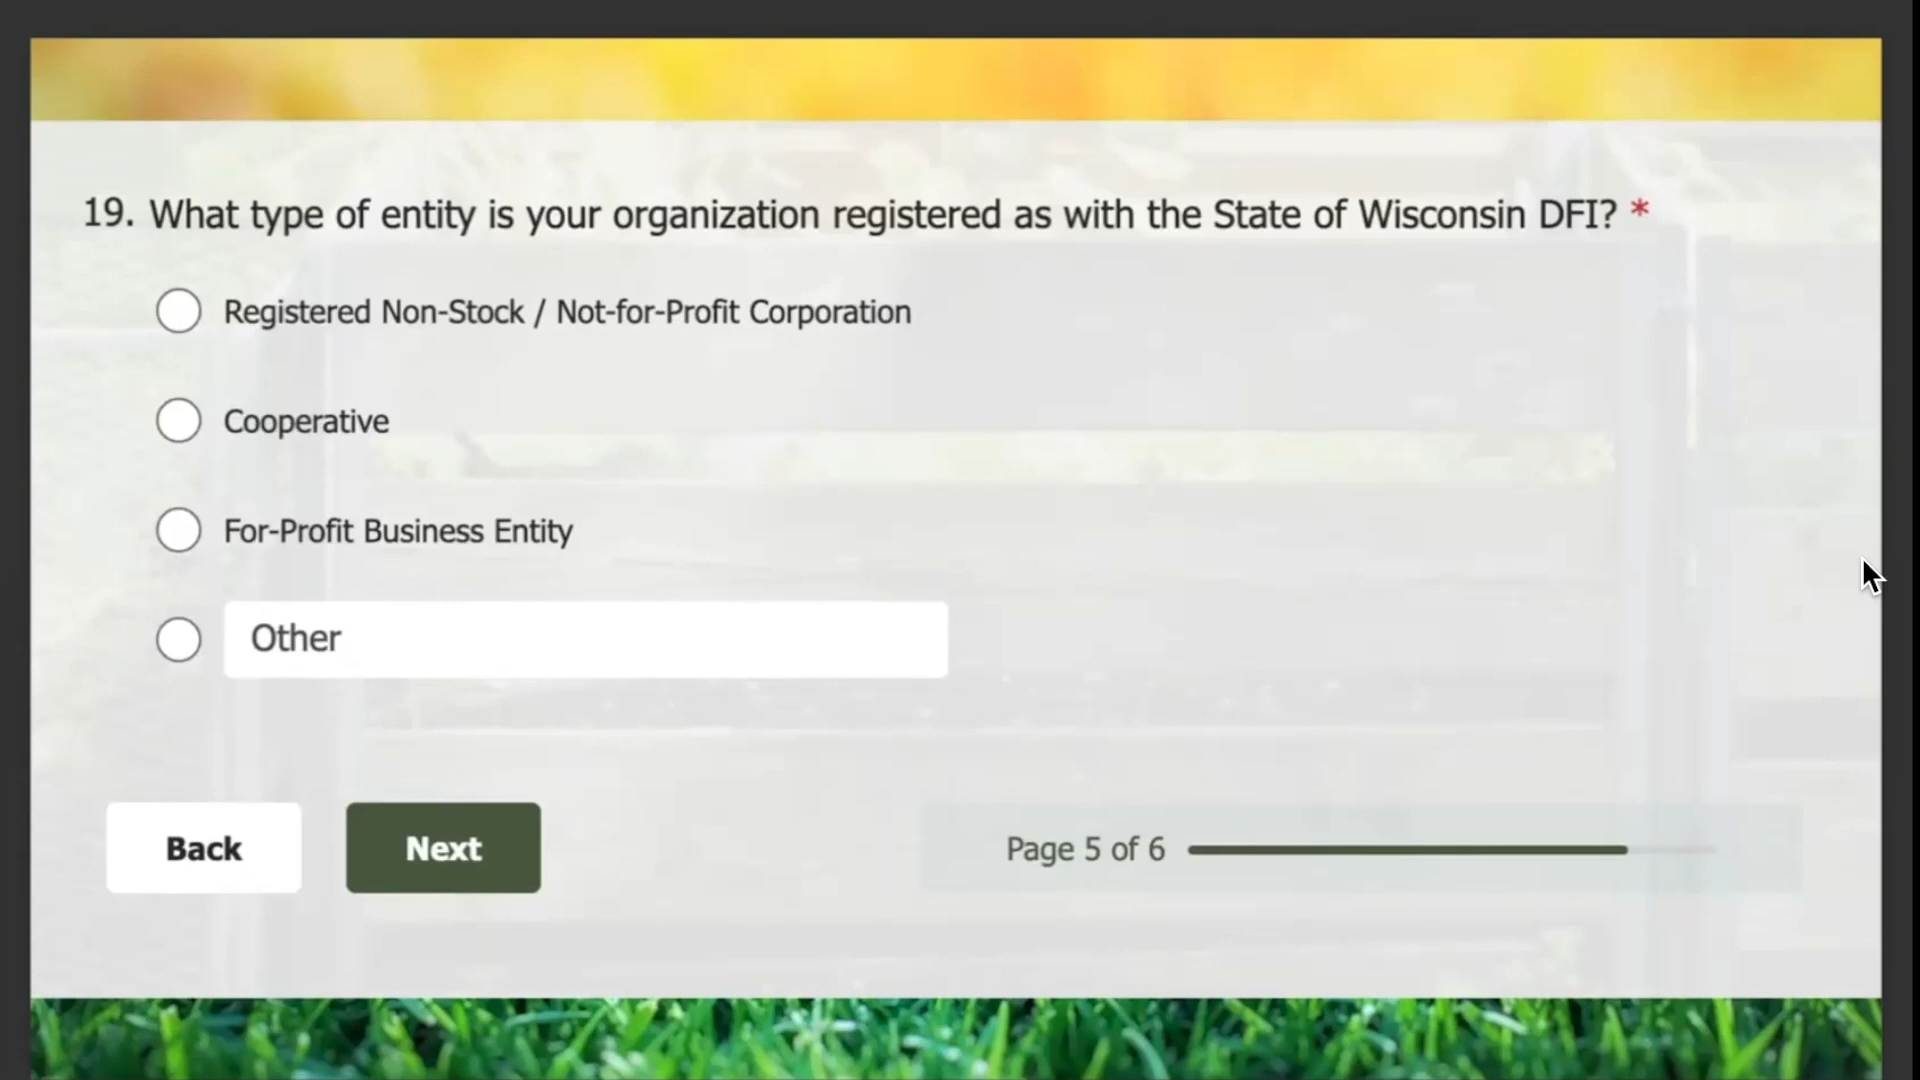 19. What type of entity is your organization registered as with the State of Wisconsin DFI? *
Registered Non-Stock / Not-for-Profit Corporation
Cooperative
For-Profit Business Entity
Other
Back
Next
Page 5 of 6